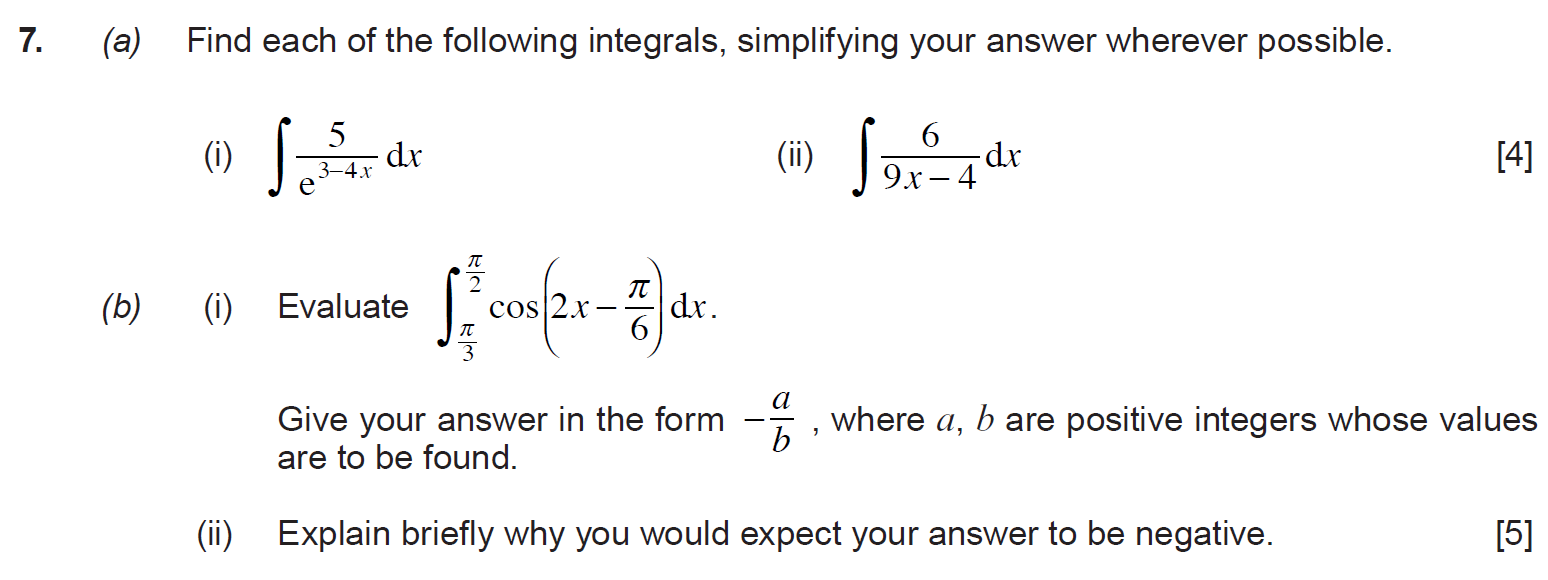 7. (a) Find each of the following integrals, simplifying your answer wherever possible.
(i) ∫ 5/e^(3–4x) dx (ii) ∫ 6/(9x – 4) dx [4]
(b) (i) Evaluate ∫_(π/3)^(π/2) cos(2x – π/6) dx.
Give your answer in the form –a/b , where a, b are positive integers whose values
are to be found.
(ii) Explain briefly why you would expect your answer to be negative. [5]